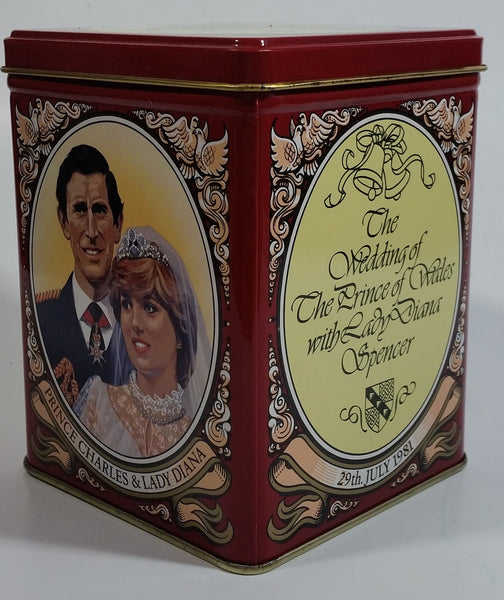 PRINCE CHARLES & LADY DIANA
The
Wedding of
The Prince of Wales
with Lady Diana
Spencer
29th. JULY 1981